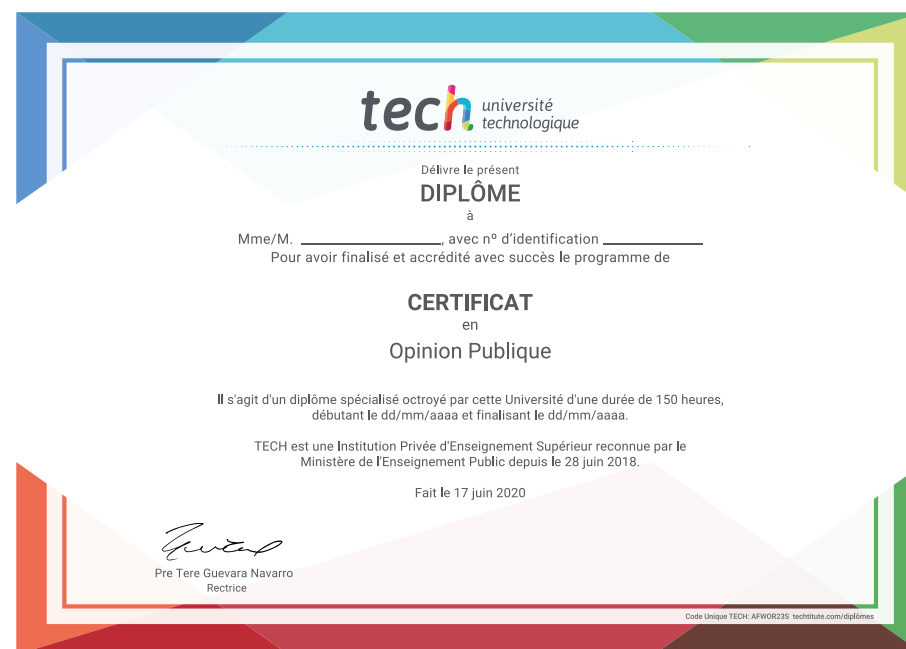 tech université
technologique
Délivre le présent
DIPLÔME
à
Mme/M. ____________________, avec nº d'identification __________________
Pour avoir finalisé et accrédité avec succès le programme de
CERTIFICAT
en
Opinion Publique
Il s'agit d'un diplôme spécialisé octroyé par cette Université d'une durée de 150 heures,
débutant le dd/mm/aaaa et finalisant le dd/mm/aaaa.
TECH est une Institution Privée d'Enseignement Supérieur reconnue par le
Ministère de l'Enseignement Public depuis le 28 juin 2018.
Fait le 17 juin 2020
Pre Tere Guevara Navarro
Rectrice
Code Unique TECH: AFWOR23S techtitute.com/diplômes